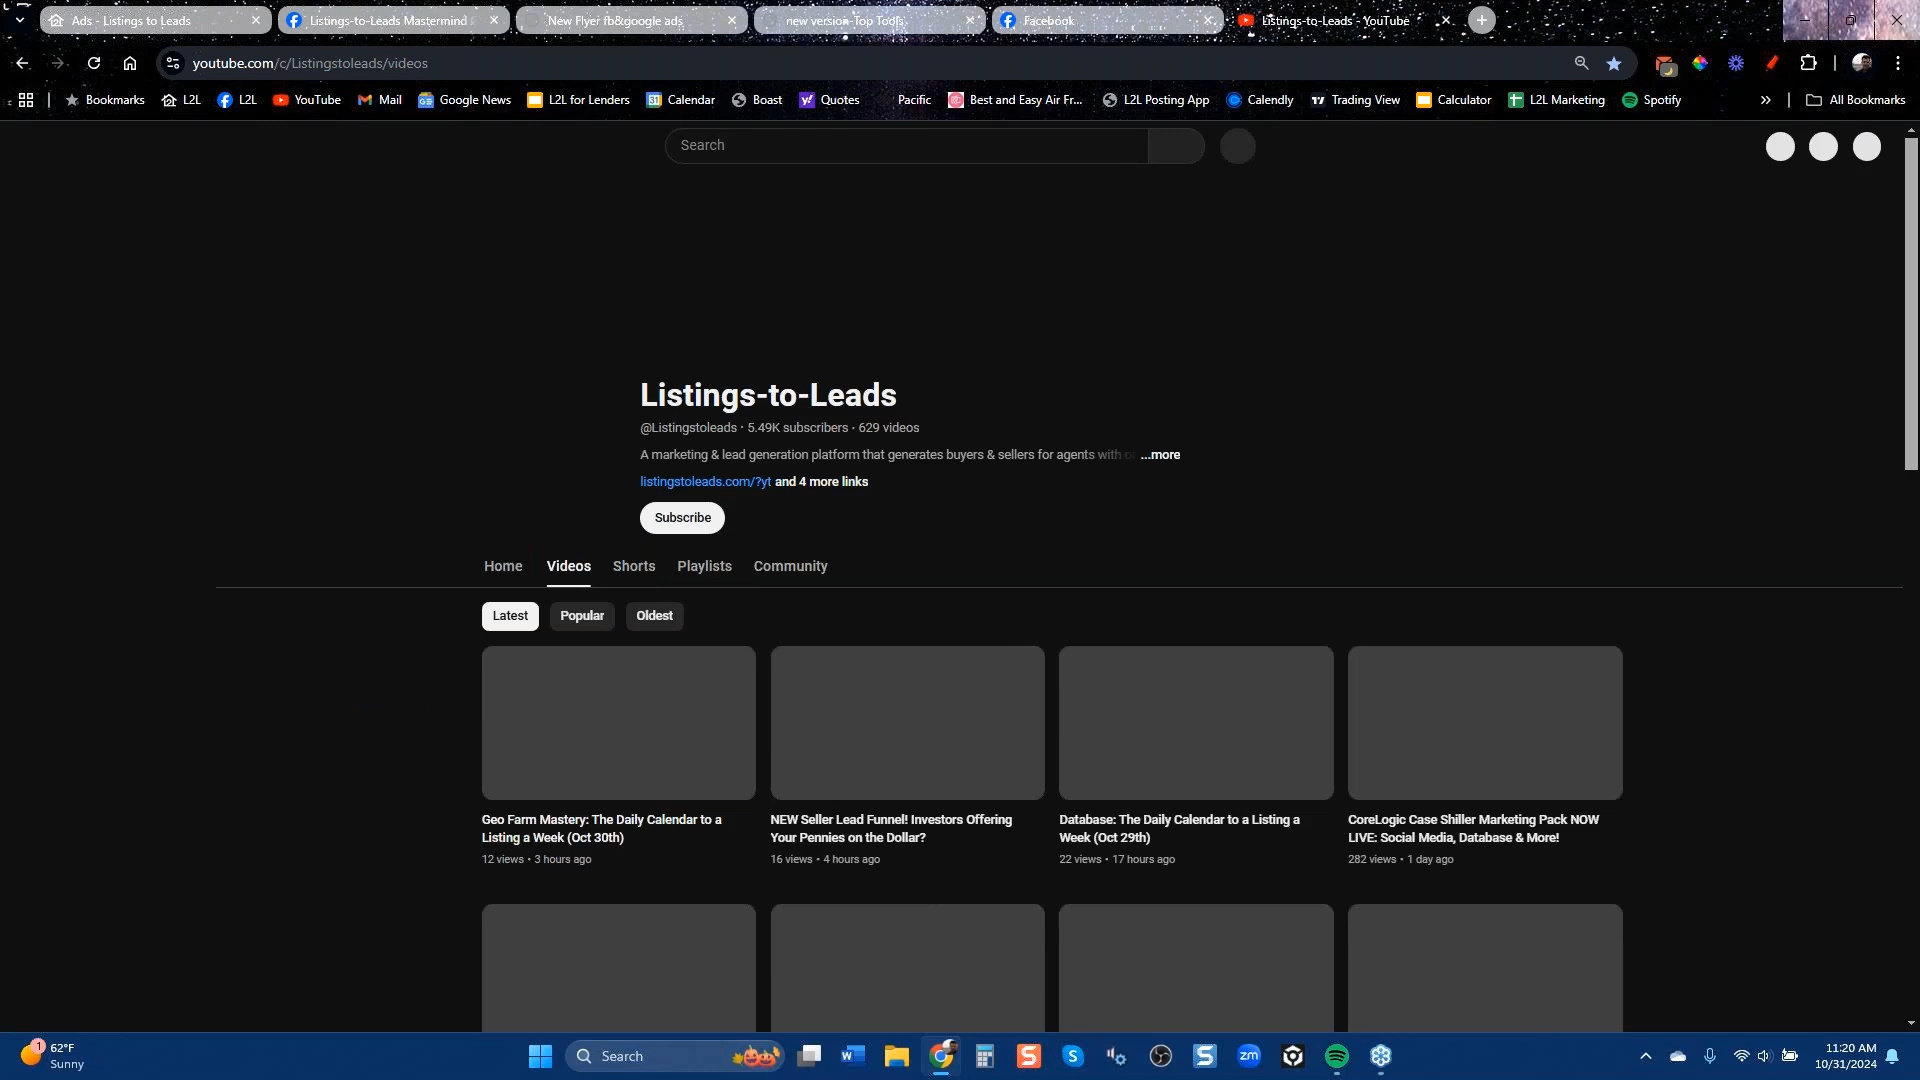 Ads - Listings to Leads
Listings-to-Leads Mastermind
New Flyer fb&google ads
new version-Top Tools
Facebook
Listings-to-Leads - YouTube
youtube.com/c/Listingstoleads/videos
Bookmarks
L2L
L2L
YouTube
Mail
Google News
L2L for Lenders
Calendar
Boast
Quotes
Pacific
Best and Easy Air Fr...
L2L Posting App
Calendly
Trading View
Calculator
L2L Marketing
Spotify
All Bookmarks
Search
Listings-to-Leads
@Listingstoleads · 5.49K subscribers · 629 videos
A marketing & lead generation platform that generates buyers & sellers for agents with ...more
listingstoleads.com/?yt and 4 more links
Subscribe
Home Videos Shorts Playlists Community
Latest Popular Oldest
Geo Farm Mastery: The Daily Calendar to a
Listing a Week (Oct 30th)
12 views • 3 hours ago
NEW Seller Lead Funnel! Investors Offering
Your Pennies on the Dollar?
16 views • 4 hours ago
Database: The Daily Calendar to a Listing a
Week (Oct 29th)
22 views • 17 hours ago
CoreLogic Case Shiller Marketing Pack NOW
LIVE: Social Media, Database & More!
282 views • 1 day ago
1
62°F
Sunny
Search
zm
11:20 AM
10/31/2024